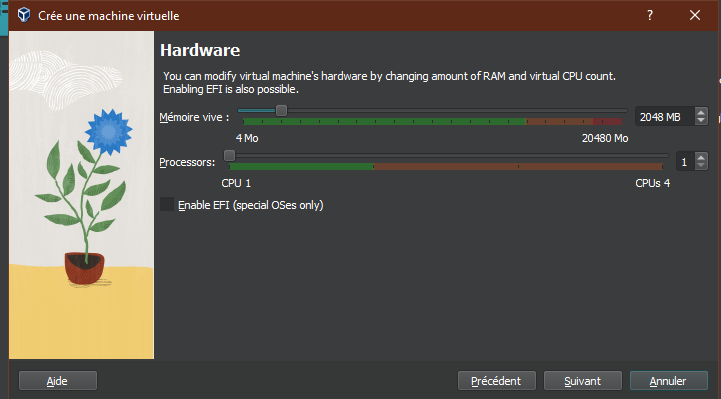 Crée une machine virtuelle
Hardware
You can modify virtual machine's hardware by changing amount of RAM and virtual CPU count.
Enabling EFI is also possible.
Mémoire vive : 2048 MB
4 Mo 20480 Mo
Processors: 1
CPU 1 CPUs 4
Enable EFI (special OSes only)
Aide Précédent Suivant Annuler